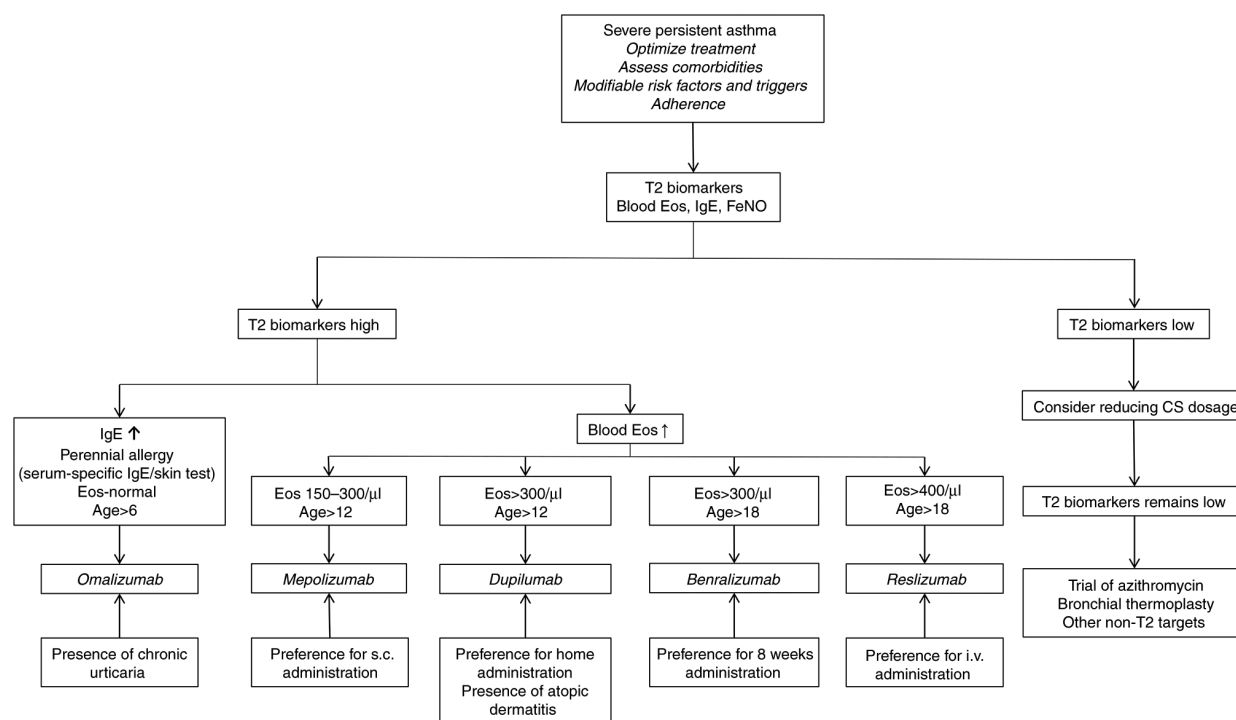 Severe persistent asthma
Optimize treatment
Assess comorbidities
Modifiable risk factors and triggers
Adherence
T2 biomarkers
Blood Eos, IgE, FeNO
T2 biomarkers high
T2 biomarkers low
Consider reducing CS dosage
IgE ↑
Perennial allergy
(serum-specific IgE/skin test)
Eos-normal
Age>6
Blood Eos ↑
Eos 150–300/μl
Age>12
Eos>300/μl
Age>12
Eos>300/μl
Age>18
Eos>400/μl
Age>18
T2 biomarkers remains low
Omalizumab
Mepolizumab
Dupilumab
Benralizumab
Reslizumab
Trial of azithromycin
Bronchial thermoplasty
Other non-T2 targets
Presence of chronic
urticaria
Preference for s.c.
administration
Preference for home
administration
Presence of atopic
dermatitis
Preference for 8 weeks
administration
Preference for i.v.
administration